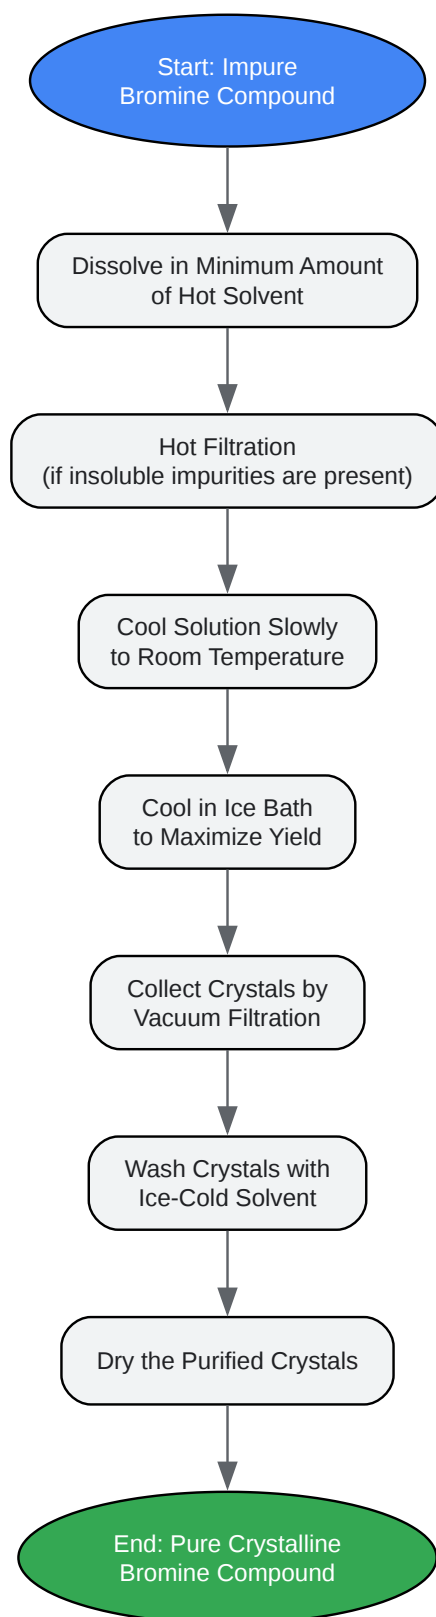 Start: Impure
Bromine Compound
Dissolve in Minimum Amount
of Hot Solvent
Hot Filtration
(if insoluble impurities are present)
Cool Solution Slowly
to Room Temperature
Cool in Ice Bath
to Maximize Yield
Collect Crystals by
Vacuum Filtration
Wash Crystals with
Ice-Cold Solvent
Dry the Purified Crystals
End: Pure Crystalline
Bromine Compound